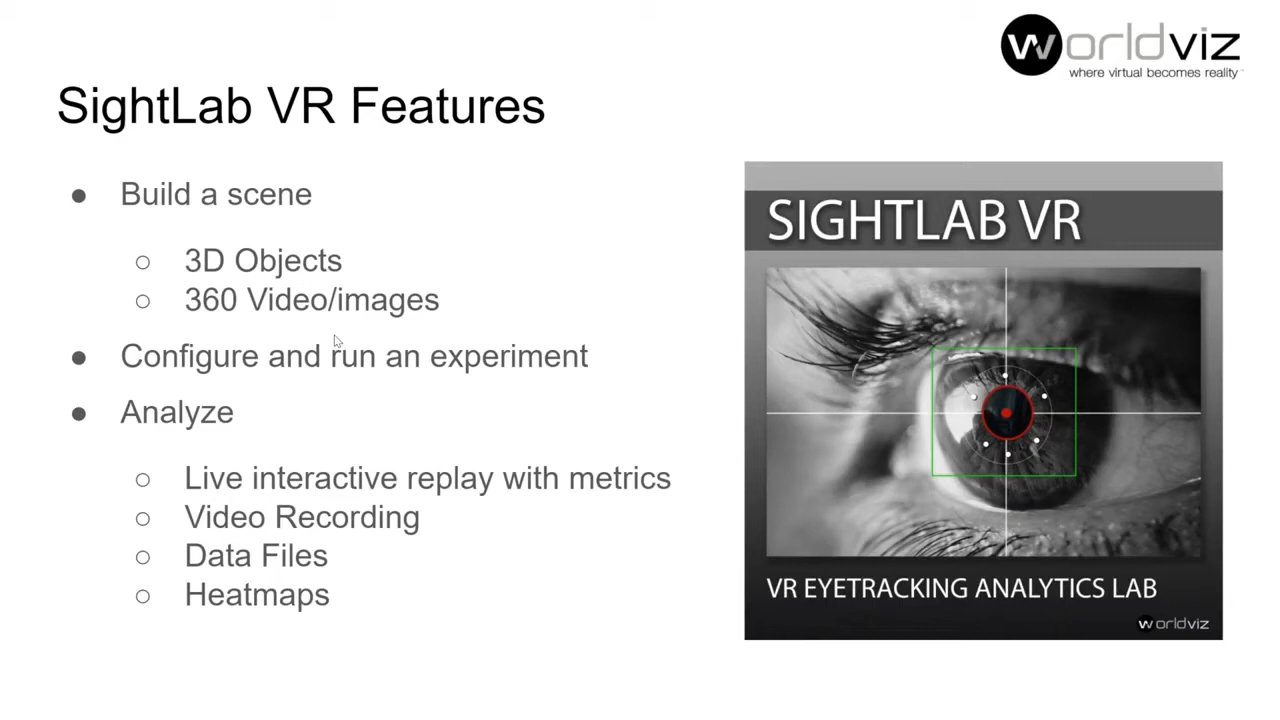 worldviz
where virtual becomes reality™
SightLab VR Features
● Build a scene
○ 3D Objects
○ 360 Video/images
● Configure and run an experiment
● Analyze
○ Live interactive replay with metrics
○ Video Recording
○ Data Files
○ Heatmaps
SIGHTLAB VR
VR EYETRACKING ANALYTICS LAB
worldviz